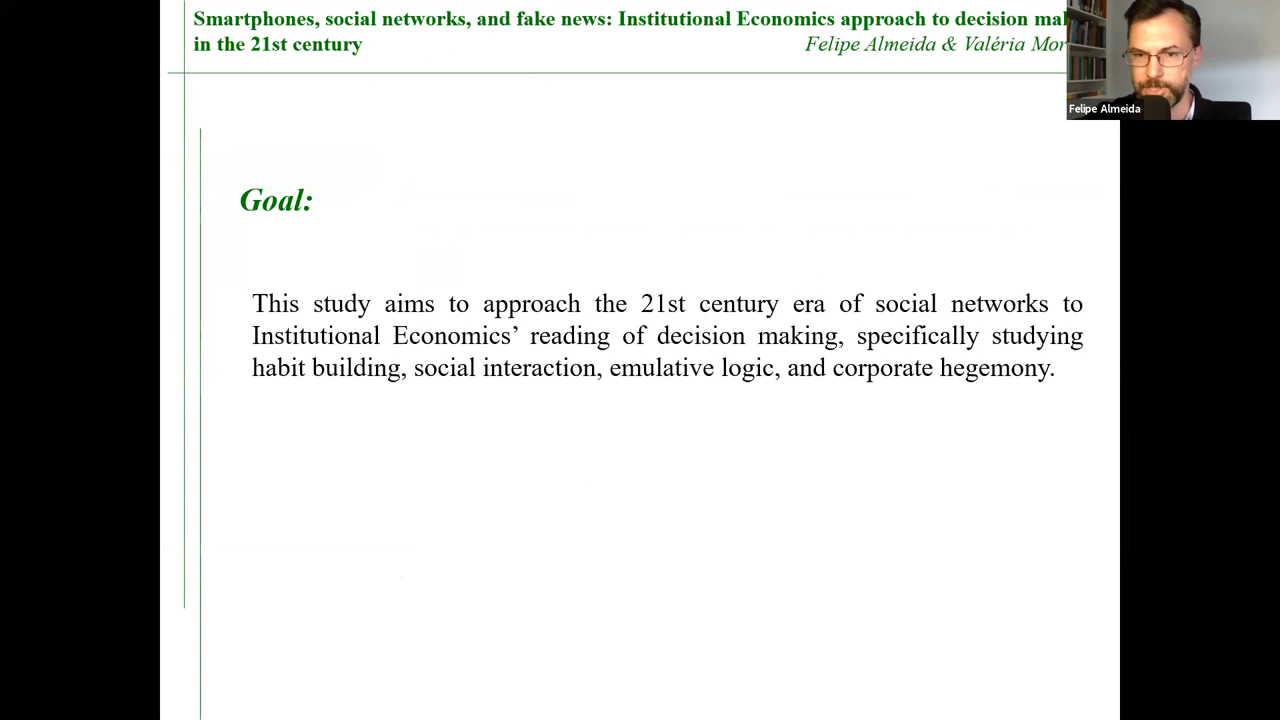 Smartphones, social networks, and fake news: Institutional Economics approach to decision
in the 21st century
Felipe Almeida & Valéria
Felipe Almeida
Goal:
This study aims to approach the 21st century era of social networks to
Institutional Economics’ reading of decision making, specifically studying
habit building, social interaction, emulative logic, and corporate hegemony.